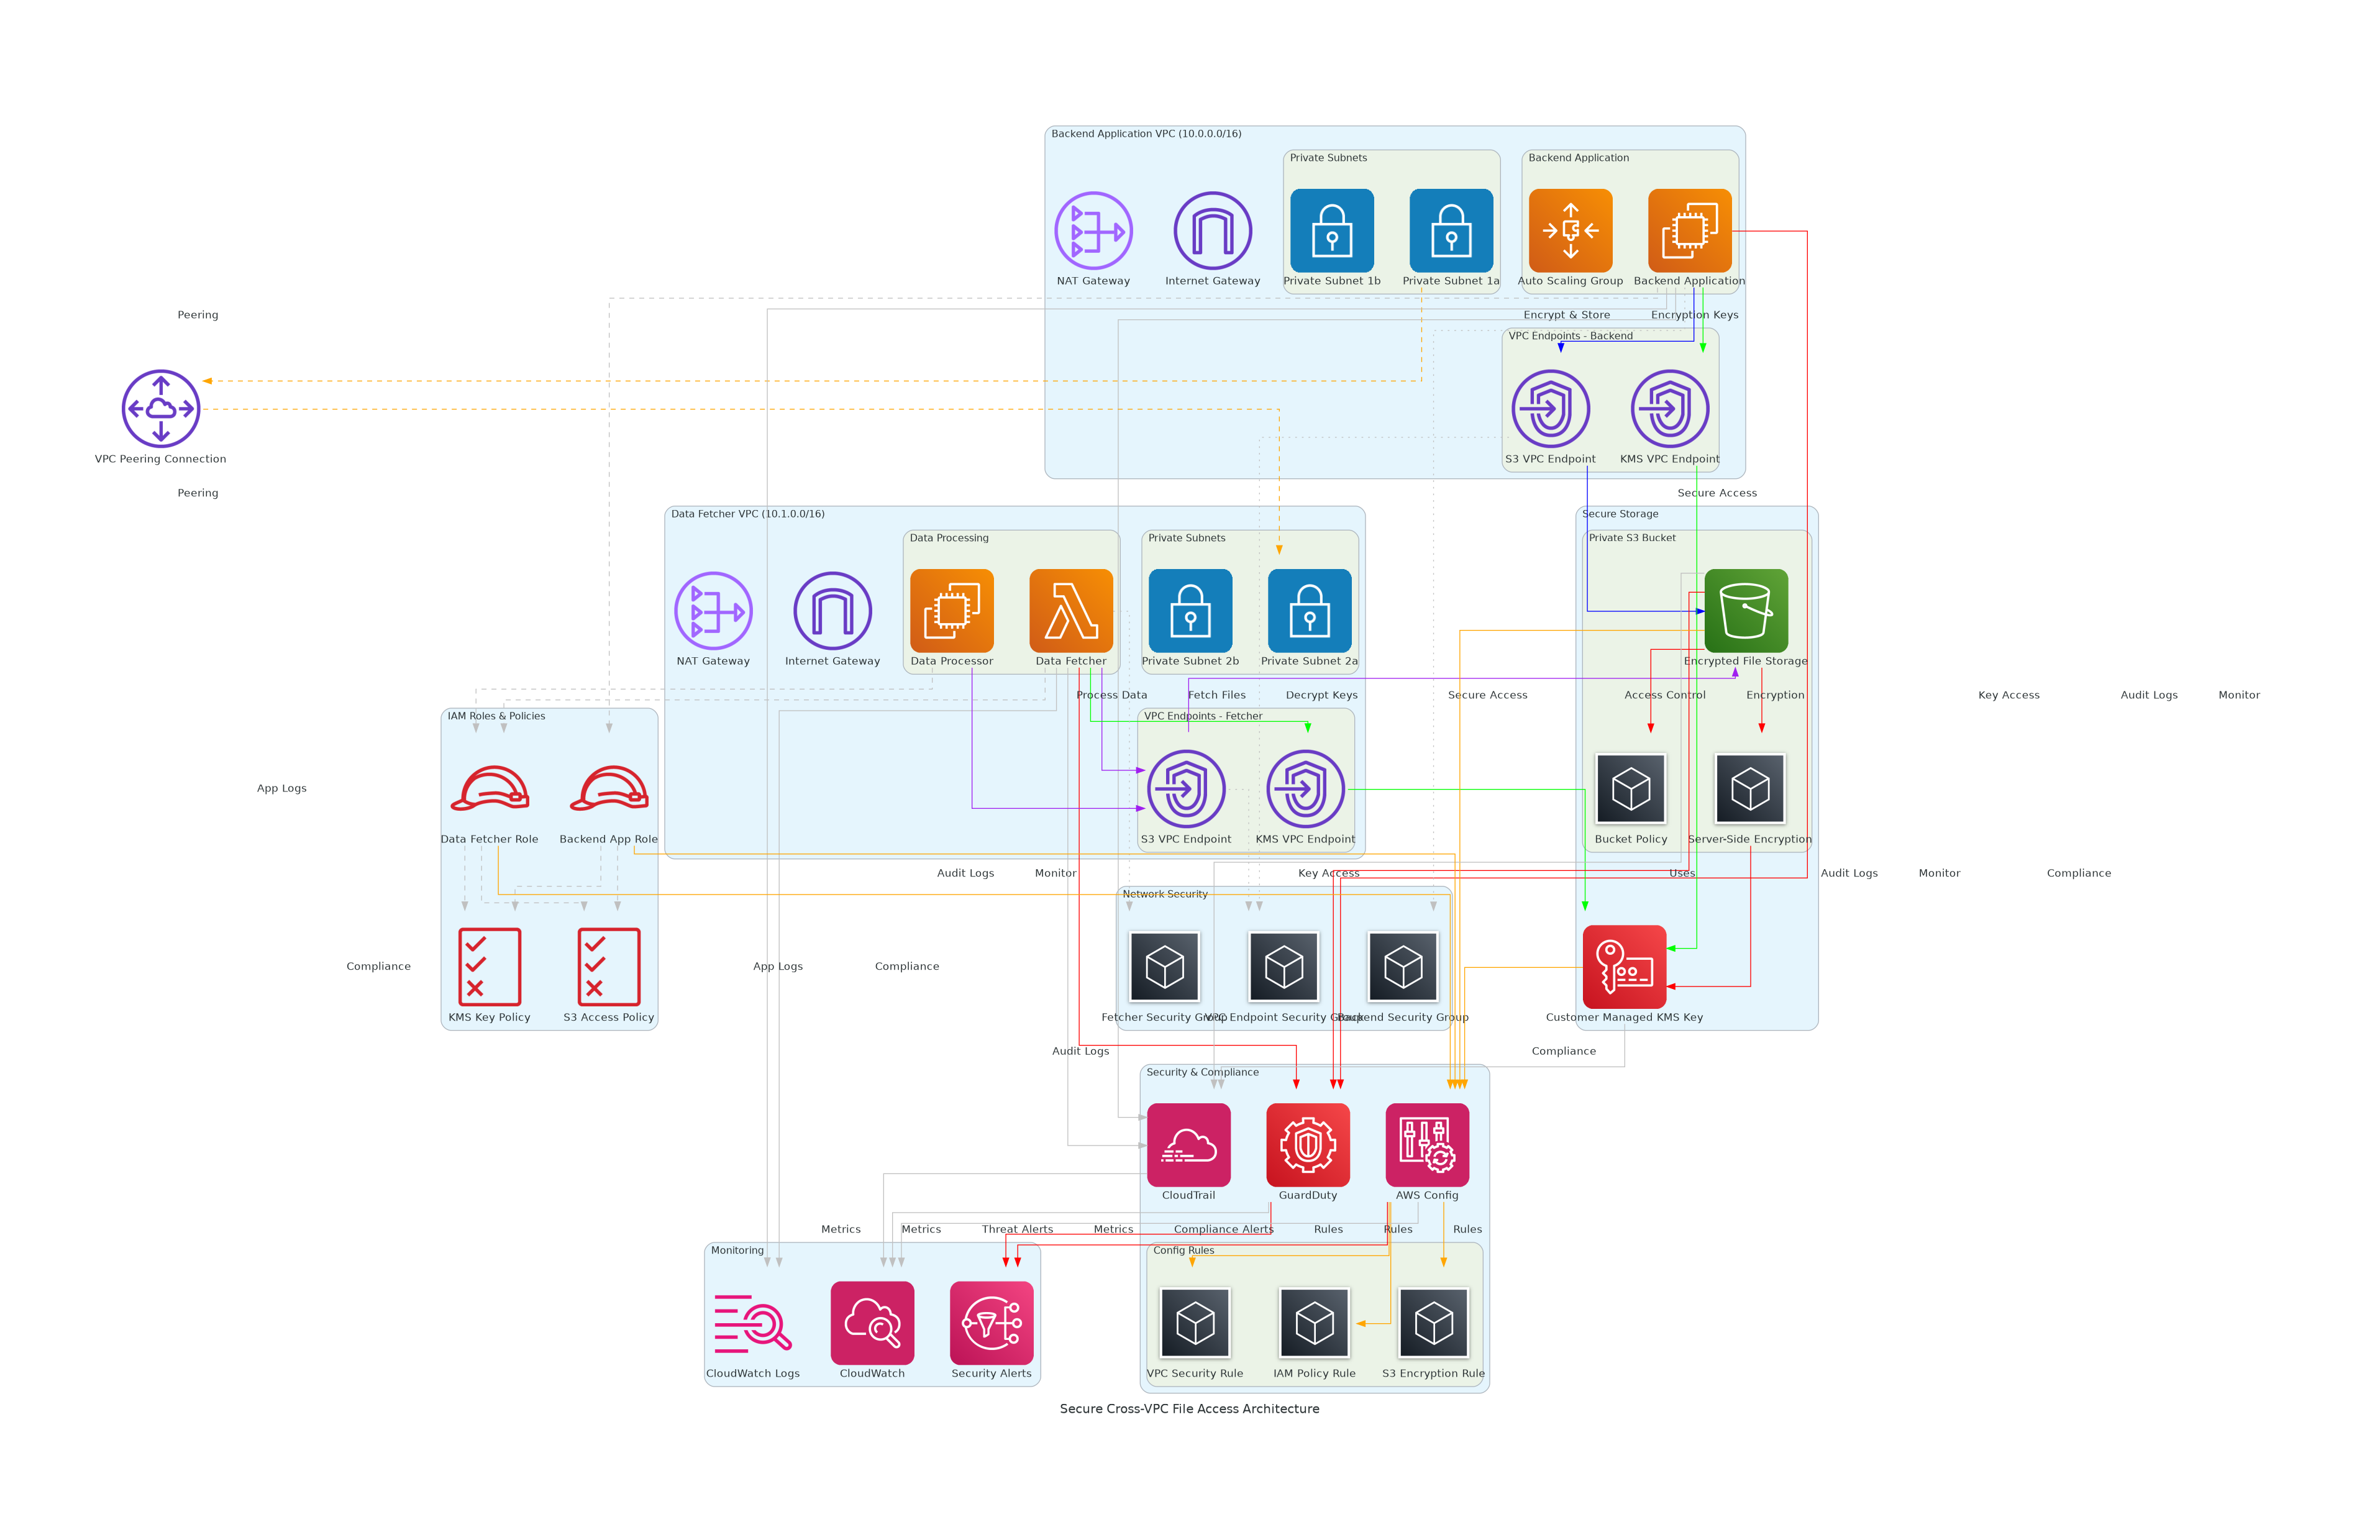 Backend Application VPC (10.0.0.0/16)
Private Subnets
Backend Application
NAT Gateway
Internet Gateway
Private Subnet 1b
Private Subnet 1a
Auto Scaling Group
Backend Application
Peering
Encrypt & Store
Encryption Keys
VPC Endpoints - Backend
VPC Peering Connection
S3 VPC Endpoint
KMS VPC Endpoint
Peering
Secure Access
Data Fetcher VPC (10.1.0.0/16)
Secure Storage
Data Processing
Private Subnets
Private S3 Bucket
NAT Gateway
Internet Gateway
Data Processor
Data Fetcher
Private Subnet 2b
Private Subnet 2a
Encrypted File Storage
Process Data
Fetch Files
Decrypt Keys
Secure Access
Access Control
Encryption
Key Access
Audit Logs
Monitor
IAM Roles & Policies
VPC Endpoints - Fetcher
App Logs
Data Fetcher Role
Backend App Role
S3 VPC Endpoint
KMS VPC Endpoint
Bucket Policy
Server-Side Encryption
Audit Logs
Monitor
Key Access
Uses
Audit Logs
Monitor
Compliance
Network Security
Compliance
App Logs
Compliance
KMS Key Policy
S3 Access Policy
Fetcher Security Group
VPC Endpoint Security Group
Backend Security Group
Customer Managed KMS Key
Audit Logs
Compliance
Security & Compliance
CloudTrail
GuardDuty
AWS Config
Metrics
Metrics
Threat Alerts
Metrics
Compliance Alerts
Rules
Rules
Rules
Monitoring
Config Rules
CloudWatch Logs
CloudWatch
Security Alerts
VPC Security Rule
IAM Policy Rule
S3 Encryption Rule
Secure Cross-VPC File Access Architecture